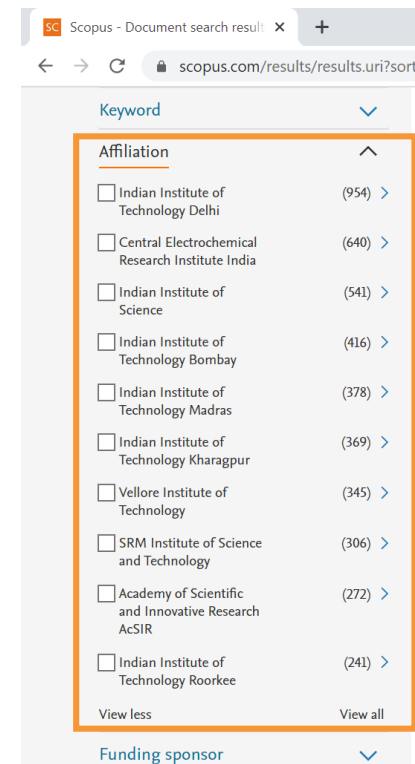 SC Scopus - Document search result × +
scopus.com/results/results.uri?sort
Keyword
Affiliation
Indian Institute of (954)
Technology Delhi
Central Electrochemical (640)
Research Institute India
Indian Institute of (541)
Science
Indian Institute of (416)
Technology Bombay
Indian Institute of (378)
Technology Madras
Indian Institute of (369)
Technology Kharagpur
Vellore Institute of (345)
Technology
SRM Institute of Science (306)
and Technology
Academy of Scientific (272)
and Innovative Research
AcSIR
Indian Institute of (241)
Technology Roorkee
View less View all
Funding sponsor